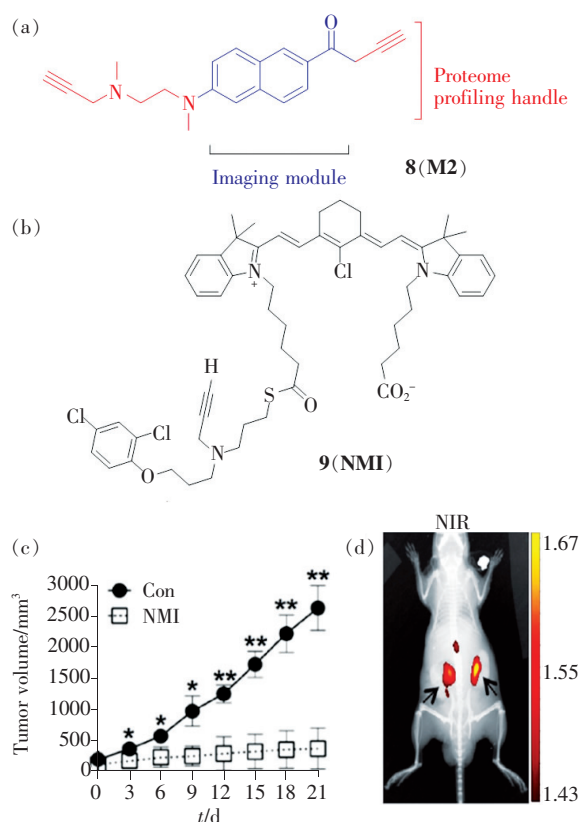 (a)
O
N
N
Proteome
profiling handle
Imaging module
8(M2)
(b)
Cl
N
+
N
H
S
O
CO₂⁻
Cl
Cl
N
O
9(NMI)
(c)
Tumor volume/mm³
3000
2500
2000
1500
1000
500
0
Con
NMI
*
*
*
**
**
**
**
0
3
6
9
12
15
18
21
t/d
(d)
NIR
1.67
1.55
1.43